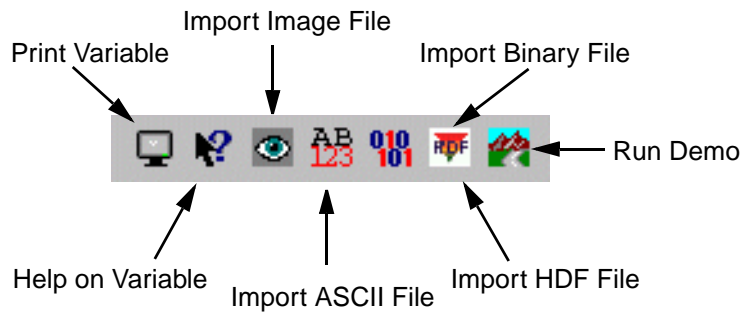 Import Image File
Print Variable
Import Binary File
?
AB
123
010
101
HDF
Run Demo
Help on Variable
Import ASCII File
Import HDF File